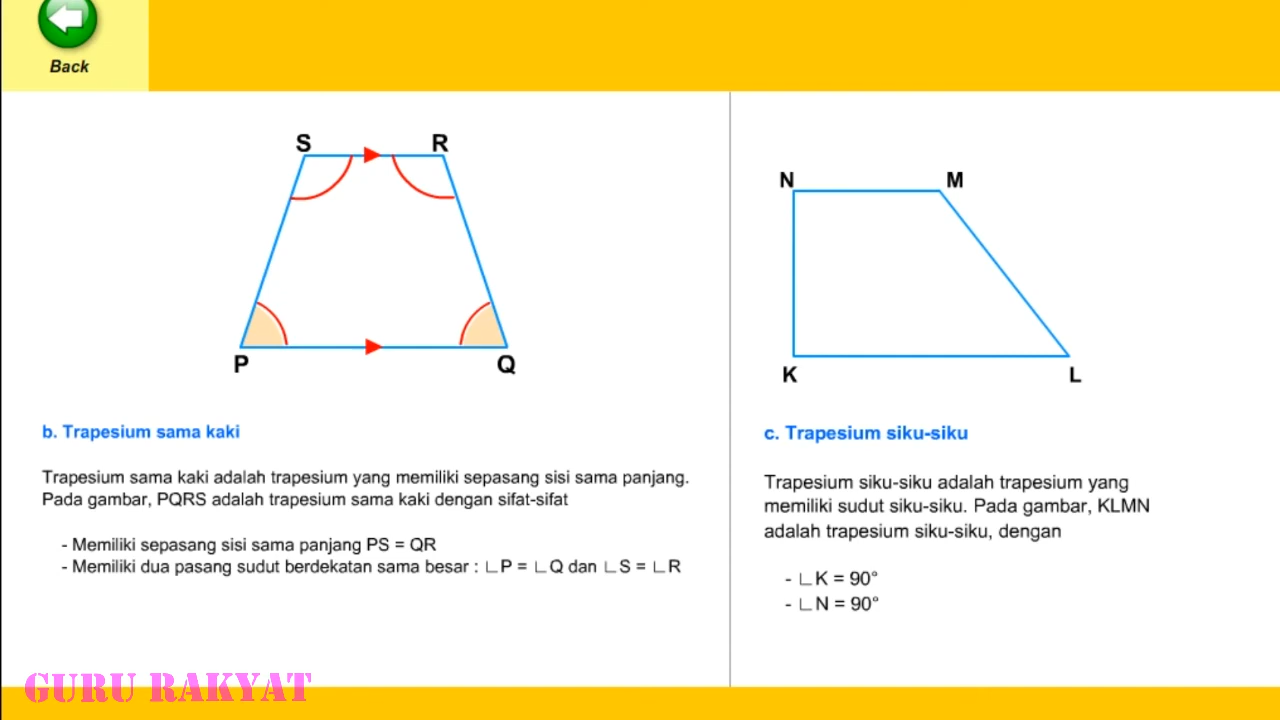 Back
S R
P Q
b. Trapesium sama kaki
Trapesium sama kaki adalah trapesium yang memiliki sepasang sisi sama panjang.
Pada gambar, PQRS adalah trapesium sama kaki dengan sifat-sifat
- Memiliki sepasang sisi sama panjang PS = QR
- Memiliki dua pasang sudut berdekatan sama besar : ∟P = ∟Q dan ∟S = ∟R
N M
K L
c. Trapesium siku-siku
Trapesium siku-siku adalah trapesium yang
memiliki sudut siku-siku. Pada gambar, KLMN
adalah trapesium siku-siku, dengan
- ∟K = 90°
- ∟N = 90°
GURU RAKYAT